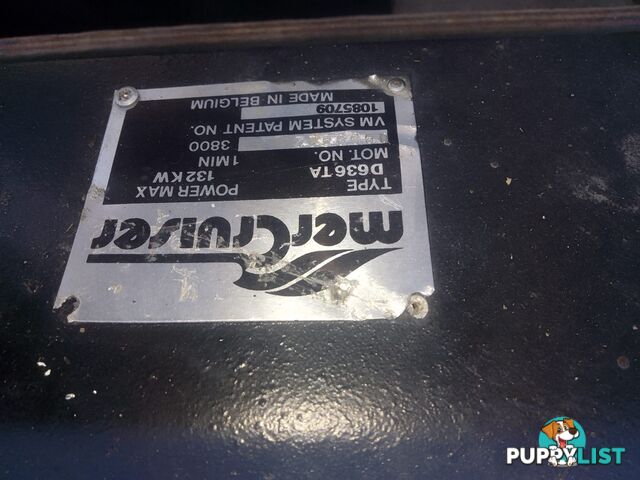 merCruiser
TYPE POWER MAX
D636TA 132 KW
MOT. NO. 1MIN
3800
VM SYSTEM PATENT NO.
1085709
MADE IN BELGIUM
PUPPYLIST